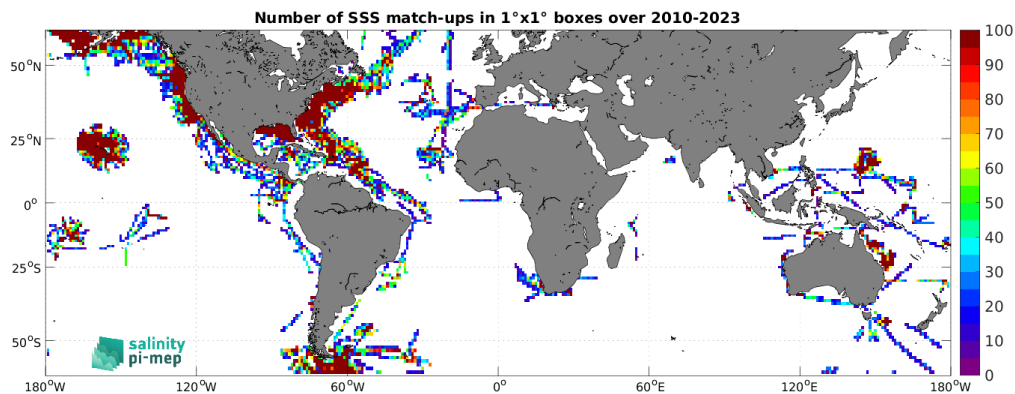 Number of SSS match-ups in 1°x1° boxes over 2010-2023
50°N
25°N
0°
25°S
50°S
180°W
120°W
60°W
0°
60°E
120°E
180°W
100
90
80
70
60
50
40
30
20
10
0
salinity
pi-mep